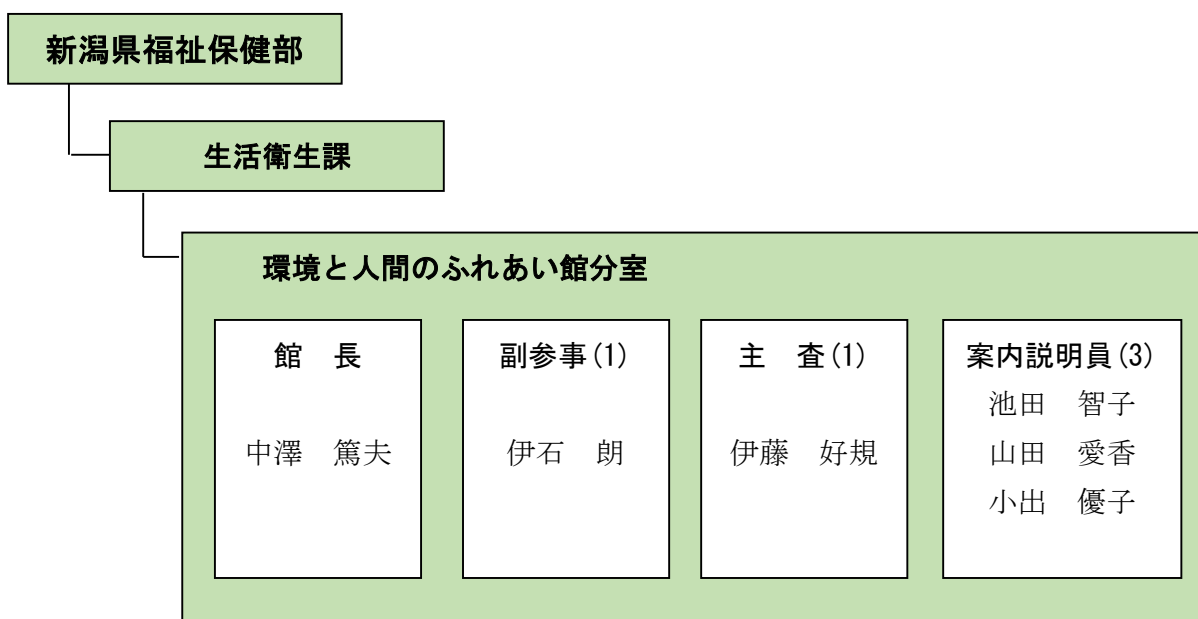 新潟県福祉保健部
生活衛生課
環境と人間のふれあい館分室
館　長
中澤　篤夫
副参事(1)
伊石　朗
主　査(1)
伊藤　好規
案内説明員(3)
池田　智子
山田　愛香
小出　優子